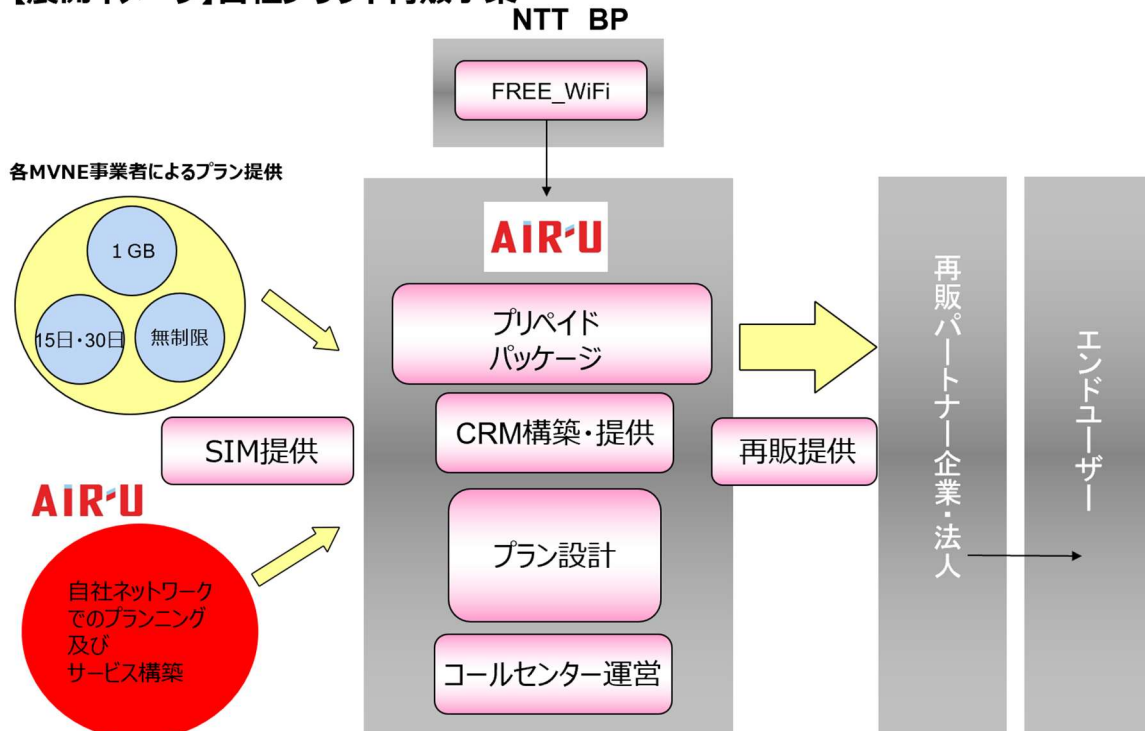 NTT BP
FREE_WiFi
各MVNE事業者によるプラン提供
1 GB
15日・30日
無制限
AiR-U
プリペイド
パッケージ
SIM提供
CRM構築・提供
再販提供
プラン設計
コールセンター運営
AiR-U
自社ネットワーク
でのプランニング
及び
サービス構築
再販パートナー企業・法人
エンドユーザー